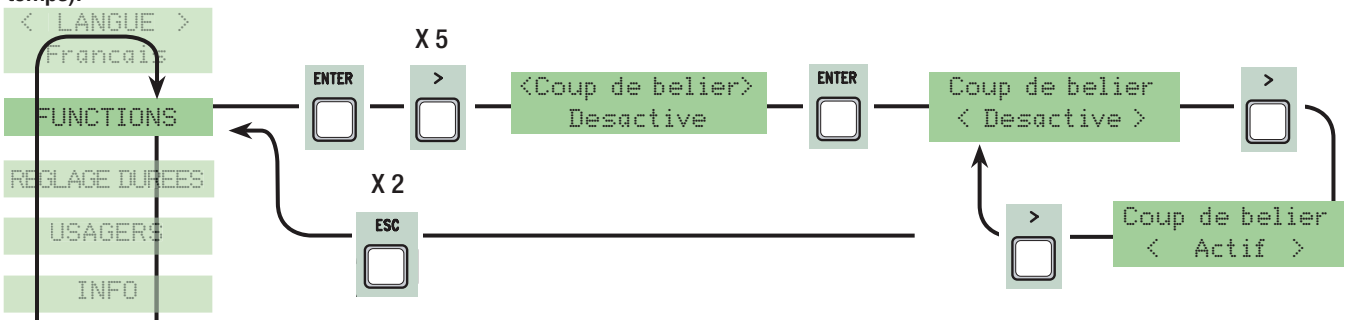 temps).
< LANGUE >
Francais
FUNCTIONS
REGLAGE DUREES
USAGERS
INFO
X 5
ENTER
>
<Coup de belier>
Desactive
ENTER
Coup de belier
< Desactive >
>
X 2
ESC
>
Coup de belier
< Actif >